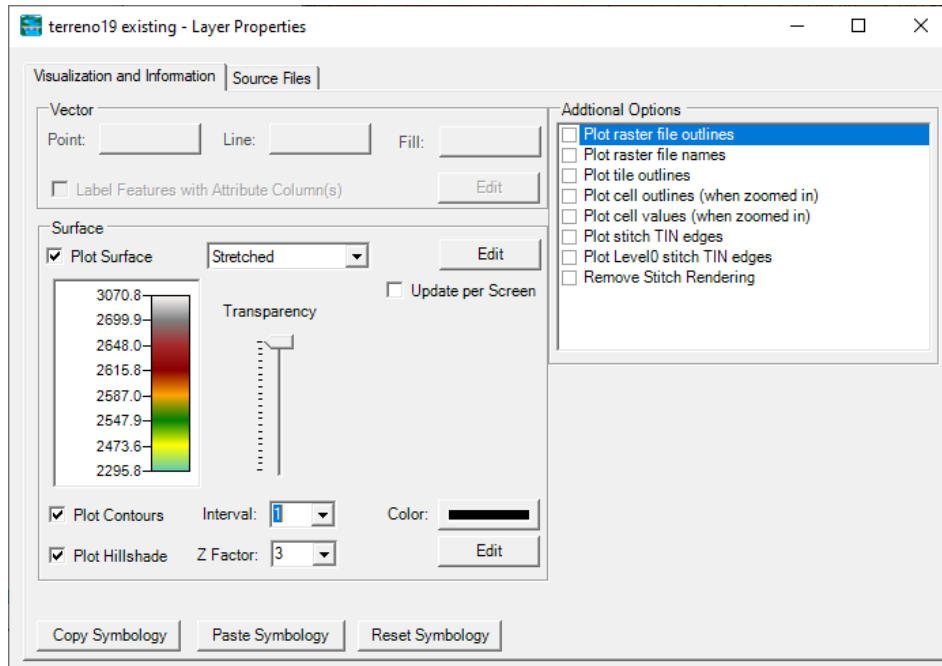 terreno19 existing - Layer Properties
Visualization and Information
Source Files
Vector
Point:
Line:
Fill:
Label Features with Attribute Column(s)
Edit
Surface
Plot Surface
Stretched
Edit
Update per Screen
3070.8
2699.9
2648.0
2615.8
2587.0
2547.9
2473.6
2295.8
Transparency
Plot Contours
Interval:
1
Color:
Plot Hillshade
Z Factor:
3
Edit
Addtional Options
Plot raster file outlines
Plot raster file names
Plot tile outlines
Plot cell outlines (when zoomed in)
Plot cell values (when zoomed in)
Plot stitch TIN edges
Plot Level0 stitch TIN edges
Remove Stitch Rendering
Copy Symbology
Paste Symbology
Reset Symbology